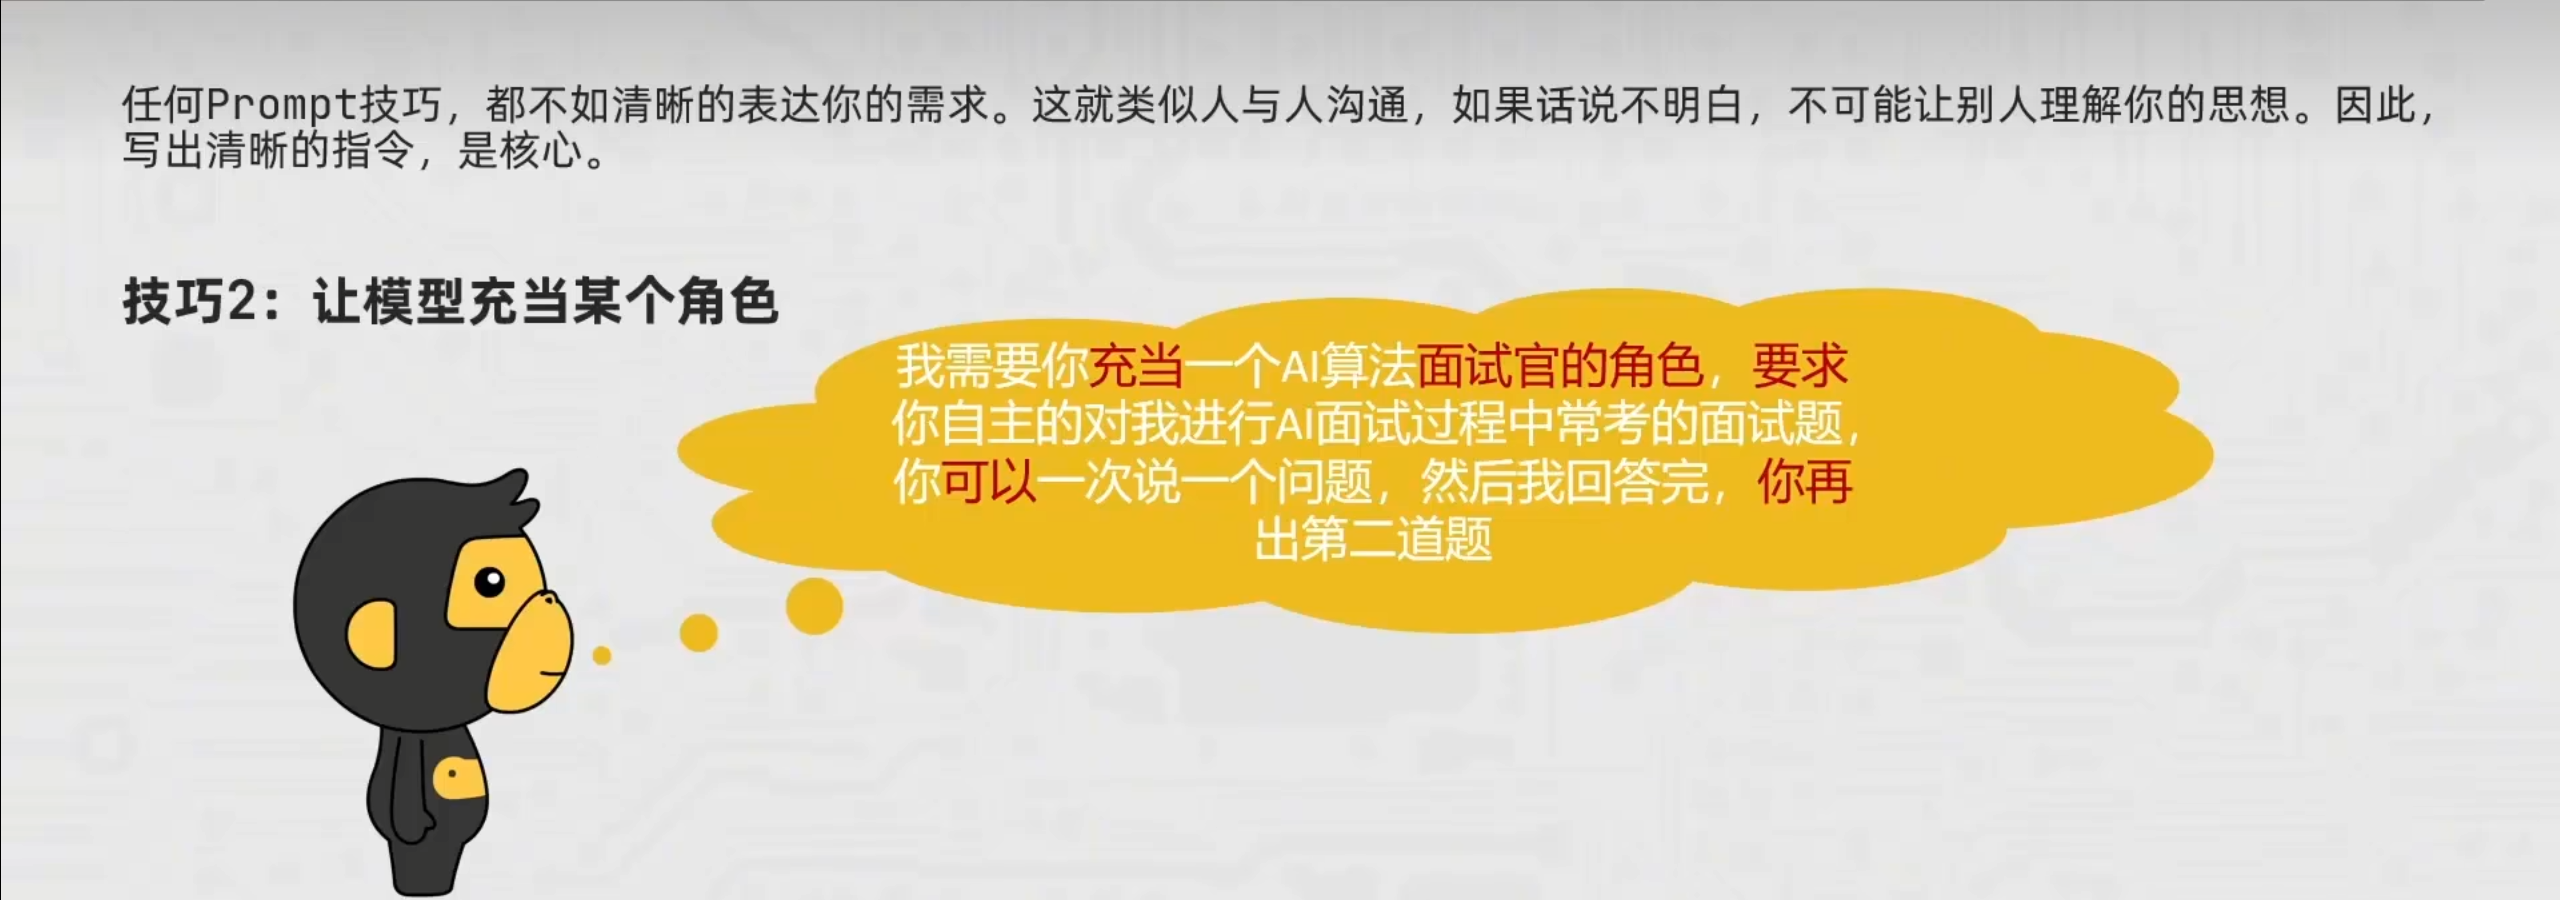 任何Prompt技巧，都不如清晰的表达你的需求。这就类似人与人沟通，如果话说不明白，不可能让别人理解你的思想。因此，
写出清晰的指令，是核心。
技巧2：让模型充当某个角色
我需要你充当一个AI算法面试官的角色，要求
你自主的对我进行AI面试过程中常考的面试题，
你可以一次说一个问题，然后我回答完，你再
出第二道题